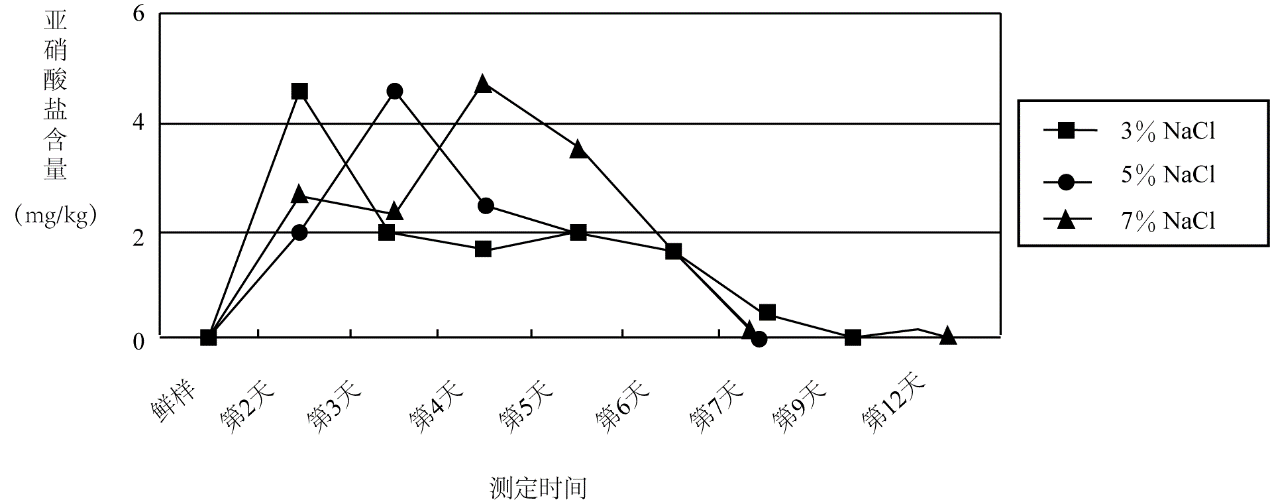 亚硝酸盐含量
(mg/kg)
6
4
2
0
3% NaCl
5% NaCl
7% NaCl
鲜样
第2天
第3天
第4天
第5天
第6天
第7天
第9天
第12天
测定时间